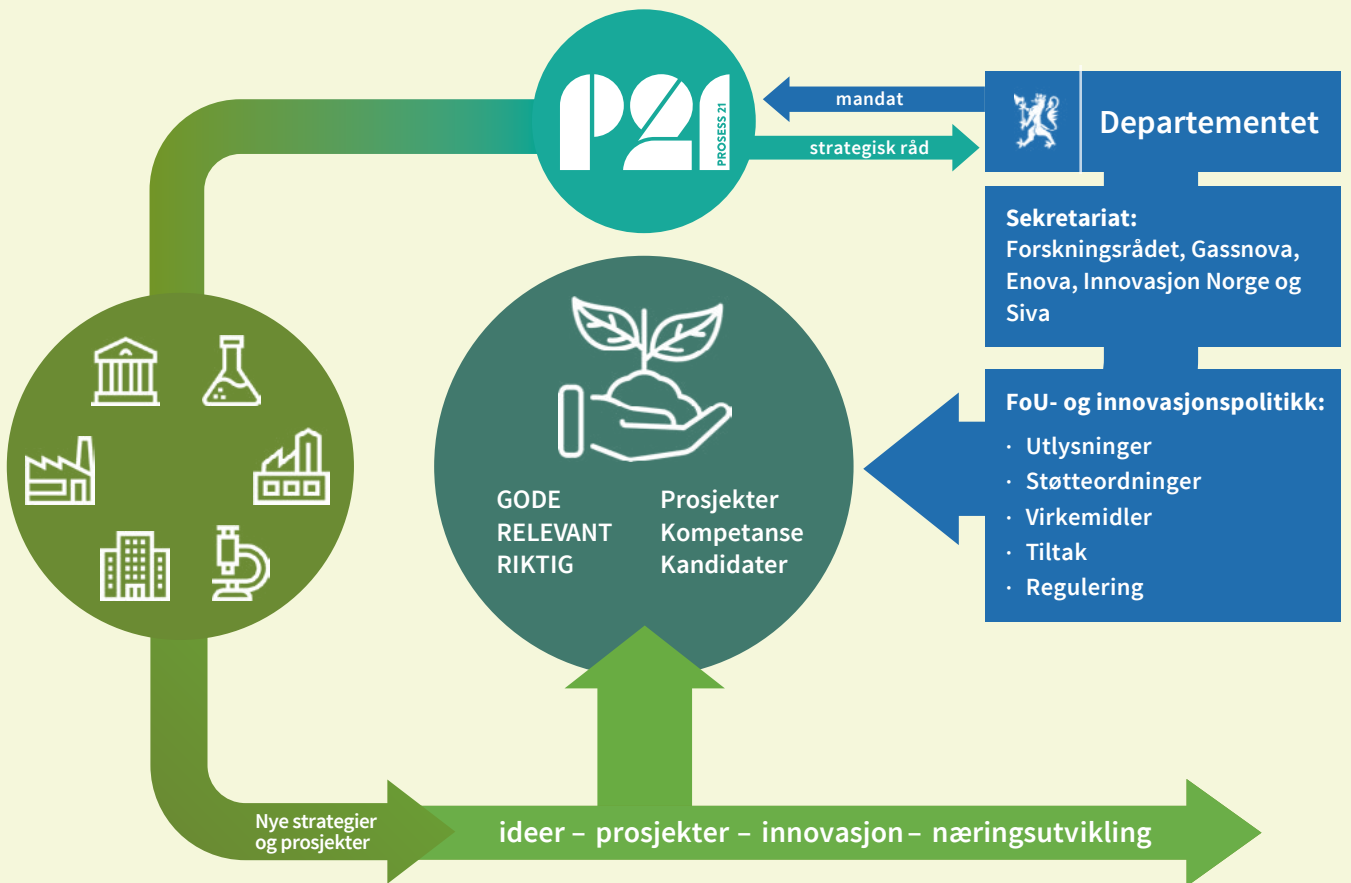 P21
PROSESS 21
mandat
strategisk råd
Departementet
Sekretariat:
Forskningsrådet, Gassnova,
Enova, Innovasjon Norge og
Siva
FoU- og innovasjonspolitikk:
· Utlysninger
· Støtteordninger
· Virkemidler
· Tiltak
· Regulering
GODE Prosjekter
RELEVANT Kompetanse
RIKTIG Kandidater
Nye strategier
og prosjekter
ideer – prosjekter – innovasjon – næringsutvikling